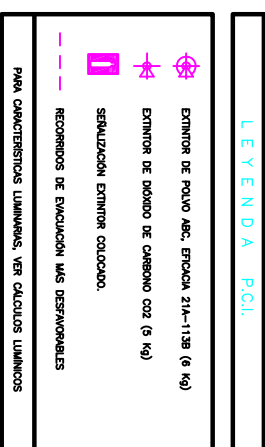 LEYENDA P.C.I.
EXTINTOR DE POLVO ABC, EFICACIA 21A-113B (6 Kg)
EXTINTOR DE DIÓXIDO DE CARBONO CO2 (5 Kg)
SEÑALIZACIÓN EXTINTOR COLOCADO.
RECORRIDOS DE EVACUACIÓN MÁS DESFAVORABLES
PARA CARACTERÍSTICAS LUMINARIAS, VER CÁLCULOS LUMÍNICOS